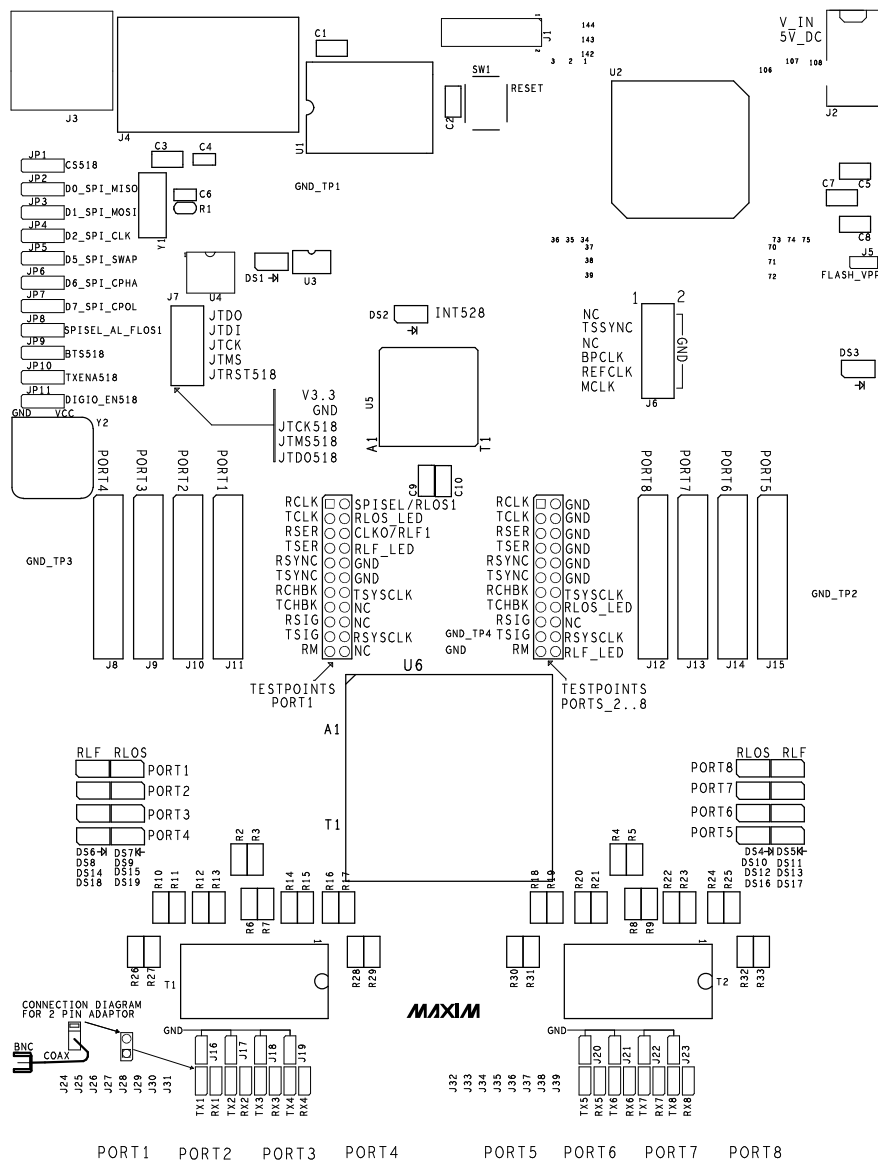 C1
J1
1
2
144
143
142
3 2 1
106
107
108
V_IN
5V_DC
J2
J3
J4
U1
C2
SW1
RESET
U2
JP1
CS518
JP2
D0_SPI_MISO
JP3
D1_SPI_MOSI
JP4
D2_SPI_CLK
JP5
D5_SPI_SWAP
JP6
D6_SPI_CPHA
JP7
D7_SPI_CPOL
JP8
SPISEL_AL_FLOS1
JP9
BTS518
JP10
TXENA518
JP11
DIGIO_EN518
GND
VCC
Y2
C3
C4
C6
R1
Y1
GND_TP1
U4
DS1
U3
C5
C7
C8
J5
FLASH_VPP
36 35 34
37
38
39
73 74 75
70
71
72
J7
JTDO
JTDI
JTCK
JTMS
JTRST518
V3.3
GND
JTCK518
JTMS518
JTDO518
DS2
INT528
U5
A1
T1
C9
C10
1
2
NC
TSSYNC
NC
BPCLK
REFCLK
MCLK
GND
J6
DS3
PORT4
PORT3
PORT2
PORT1
J8
J9
J10
J11
GND_TP3
RCLK SPISEL/RLOS1
TCLK RLOS_LED
RSER CLKO/RLF1
TSER RLF_LED
RSYNC GND
TSYNC GND
RCHBK TSYSCLK
TCHBK NC
RSIG NC
TSIG RSYSCLK
RM NC
TESTPOINTS
PORT1
GND_TP4
GND
RCLK GND
TCLK GND
RSER GND
TSER GND
RSYNC GND
TSYNC GND
RCHBK TSYSCLK
TCHBK RLOS_LED
RSIG NC
TSIG RSYSCLK
RM RLF_LED
TESTPOINTS
PORTS_2..8
PORT8
PORT7
PORT6
PORT5
J12
J13
J14
J15
GND_TP2
U6
A1
T1
RLF RLOS
PORT1
PORT2
PORT3
PORT4
DS6 DS7
DS8 DS9
DS14 DS15
DS18 DS19
RLOS RLF
PORT8
PORT7
PORT6
PORT5
DS4 DS5
DS10 DS11
DS12 DS13
DS16 DS17
R2
R3
R4
R5
R10
R11
R12
R13
R14
R15
R16
R17
R18
R19
R20
R21
R22
R23
R24
R25
R6
R7
R8
R9
R26
R27
R28
R29
R30
R31
R32
R33
T1
1
T2
1
MAXIM
CONNECTION DIAGRAM
FOR 2 PIN ADAPTOR
BNC
COAX
GND
J16
J17
J18
J19
GND
J20
J21
J22
J23
J24
J25
J26
J27
J28
J29
J30
J31
TX1
RX1
TX2
RX2
TX3
RX3
TX4
RX4
J32
J33
J34
J35
J36
J37
J38
J39
TX5
RX5
TX6
RX6
TX7
RX7
TX8
RX8
PORT1 PORT2 PORT3 PORT4 PORT5 PORT6 PORT7 PORT8